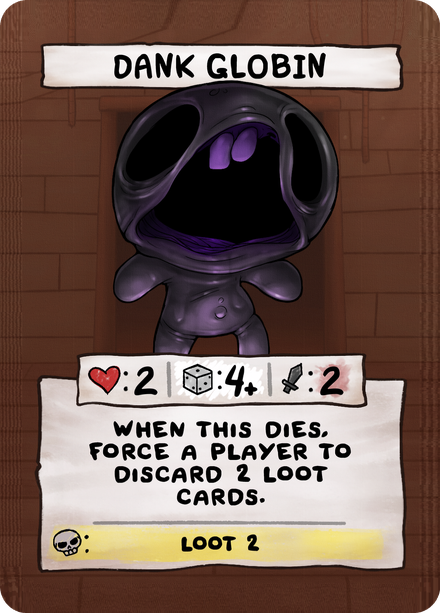 DANK GLOBIN
:2 :4+ :2
WHEN THIS DIES,
FORCE A PLAYER TO
DISCARD 2 LOOT
CARDS.
: LOOT 2